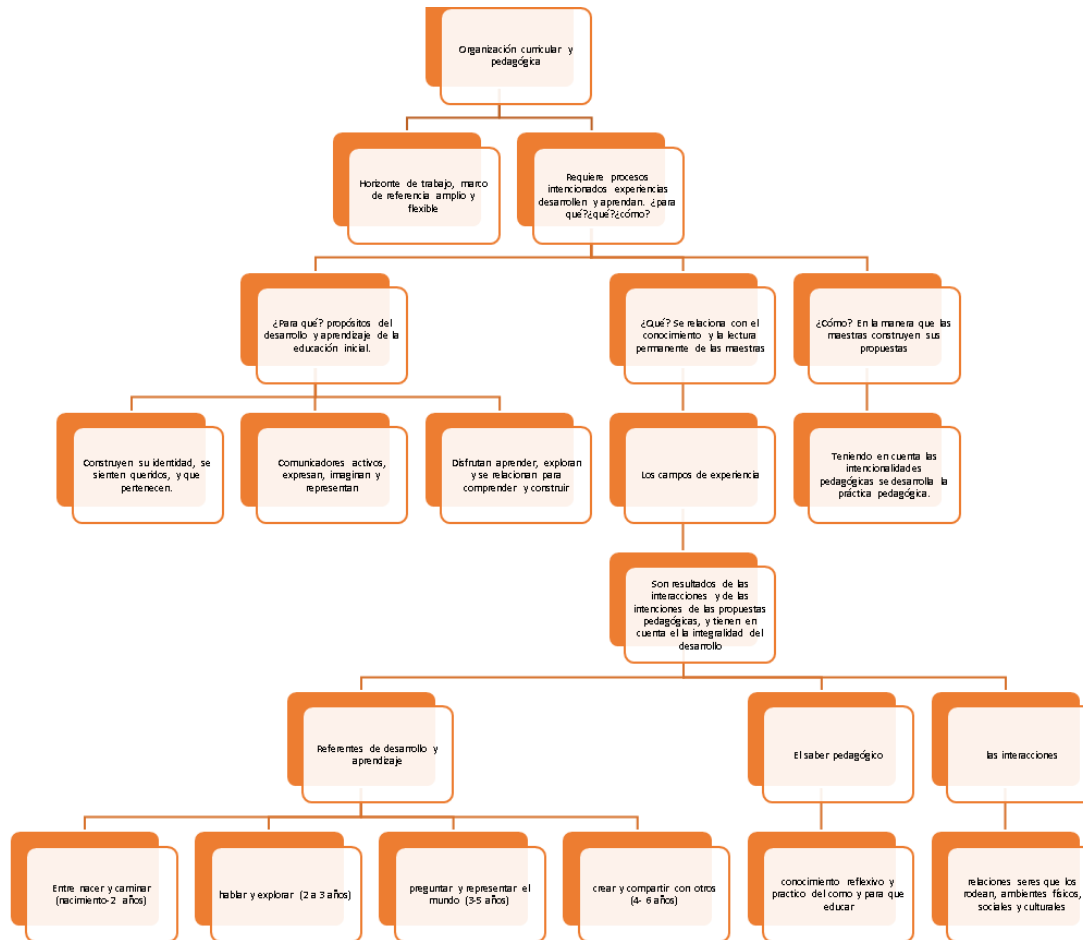 Organización curricular y
pedagógica
Horizonte de trabajo, marco
de referencia amplio y
flexible
Requiere procesos
intencionados experiencias
desarrollen y aprendan. ¿para
qué?¿qué?¿cómo?
¿Para qué? propósitos del
desarrollo y aprendizaje de la
educación inicial.
¿Qué? Se relaciona con el
conocimiento y la lectura
permanente de las maestras
¿Cómo? En la manera que las
maestras construyen sus
propuestas
Construyen su identidad, se
sienten queridos, y que
pertenecen.
Comunicadores activos,
expresan, imaginan y
representan
Disfrutan aprender, exploran
y se relacionan para
comprender y construir
Los campos de experiencia
Teniendo en cuenta las
intencionalidades
pedagógicas se desarrolla la
práctica pedagógica.
Son resultados de las
interacciones y de las
intenciones de las propuestas
pedagógicas, y tienen en
cuenta el la integralidad del
desarrollo
Referentes de desarrollo y
aprendizaje
El saber pedagógico
las interacciones
Entre nacer y caminar
(nacimiento-2 años)
hablar y explorar (2 a 3 años)
preguntar y representar el
mundo (3-5 años)
crear y compartir con otros
(4- 6 años)
conocimiento reflexivo y
practico del como y para que
educar
relaciones seres que los
rodean, ambientes físicos,
sociales y culturales